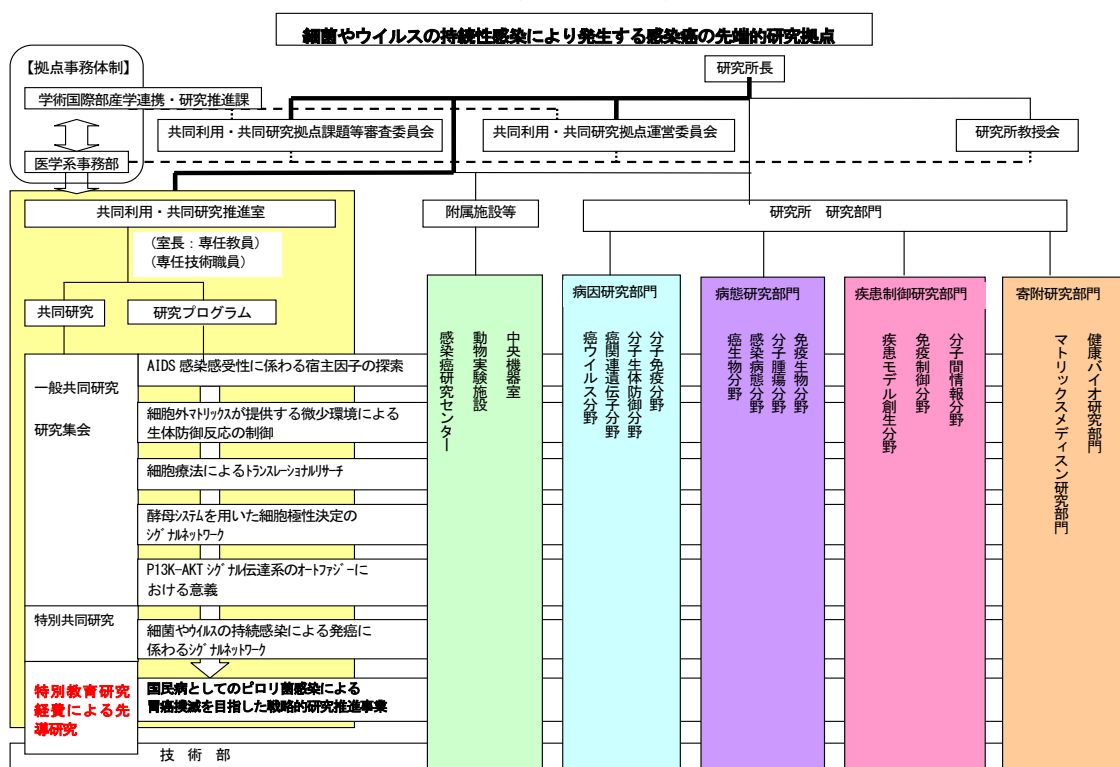 細菌やウイルスの持続性感染により発生する感染癌の先端的研究拠点
【拠点事務体制】
研究所長
学術国際部産学連携・研究推進課
共同利用・共同研究拠点課題等審査委員会
共同利用・共同研究拠点運営委員会
研究所教授会
医学系事務部
共同利用・共同研究推進室
(室長：専任教員)
(専任技術職員)
附属施設等
研究所　研究部門
共同研究
研究プログラム
一般共同研究
研究集会
AIDS 感染感受性に係わる宿主因子の探索
細胞外マトリックスが提供する微少環境による
生体防御反応の制御
細胞療法によるトランスレーショナルリサーチ
酵母システムを用いた細胞極性決定の
シグナルネットワーク
P13K-AKT シグナル伝達系のオートファジーに
おける意義
特別共同研究
細菌やウイルスの持続感染による発癌に
係わるシグナルネットワーク
特別教育研究
経費による先
導研究
国民病としてのピロリ菌感染による
胃癌撲滅を目指した戦略的研究推進事業
技　術　部
中央機器室
動物実験施設
感染癌研究センター
病因研究部門
分子免疫分野
分子生体防御分野
癌関連遺伝子分野
癌ウイルス分野
病態研究部門
免疫生物分野
分子腫瘍分野
感染病態分野
癌生物分野
疾患制御研究部門
分子間情報分野
免疫制御分野
疾患モデル創生分野
寄附研究部門
健康バイオ研究部門
マトリックスメディスン研究部門